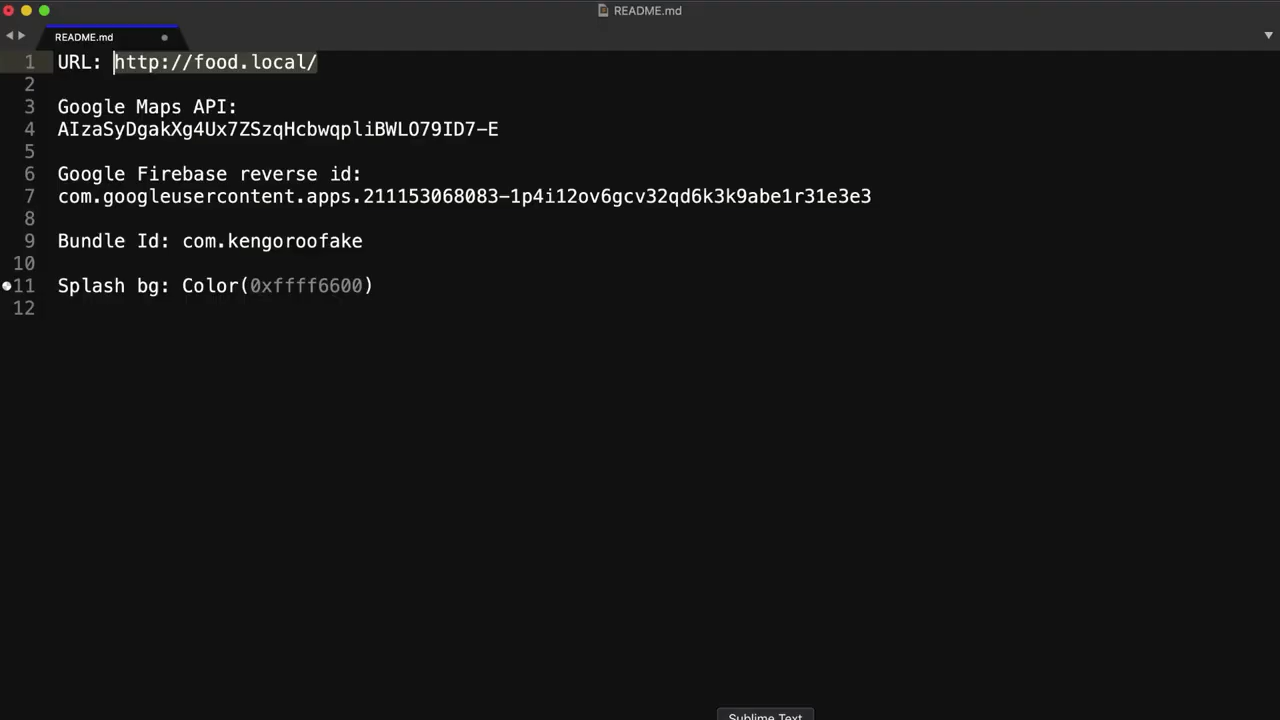 README.md
README.md
1 URL: http://food.local/
2
3 Google Maps API:
4 AIzaSyDgakXg4Ux7ZSzqHcbwqpliBWLO79ID7-E
5
6 Google Firebase reverse id:
7 com.googleusercontent.apps.211153068083-1p4i12ov6gcv32qd6k3k9abe1r31e3e3
8
9 Bundle Id: com.kengoroofake
10
11 Splash bg: Color(0xffff6600)
12
Sublime Text